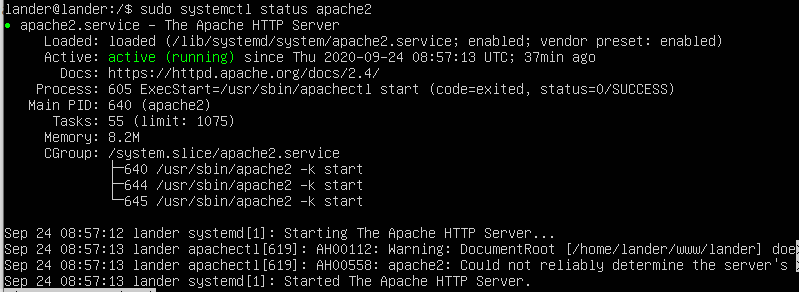 lander@lander:/$ sudo systemctl status apache2
● apache2.service - The Apache HTTP Server
Loaded: loaded (/lib/systemd/system/apache2.service; enabled; vendor preset: enabled)
Active: active (running) since Thu 2020-09-24 08:57:13 UTC; 37min ago
Docs: https://httpd.apache.org/docs/2.4/
Process: 605 ExecStart=/usr/sbin/apachectl start (code=exited, status=0/SUCCESS)
Main PID: 640 (apache2)
Tasks: 55 (limit: 1075)
Memory: 8.2M
CGroup: /system.slice/apache2.service
├─640 /usr/sbin/apache2 -k start
├─644 /usr/sbin/apache2 -k start
└─645 /usr/sbin/apache2 -k start

Sep 24 08:57:12 lander systemd[1]: Starting The Apache HTTP Server...
Sep 24 08:57:13 lander apachectl[619]: AH00112: Warning: DocumentRoot [/home/lander/www/lander] doe>
Sep 24 08:57:13 lander apachectl[619]: AH00558: apache2: Could not reliably determine the server's >
Sep 24 08:57:13 lander systemd[1]: Started The Apache HTTP Server.